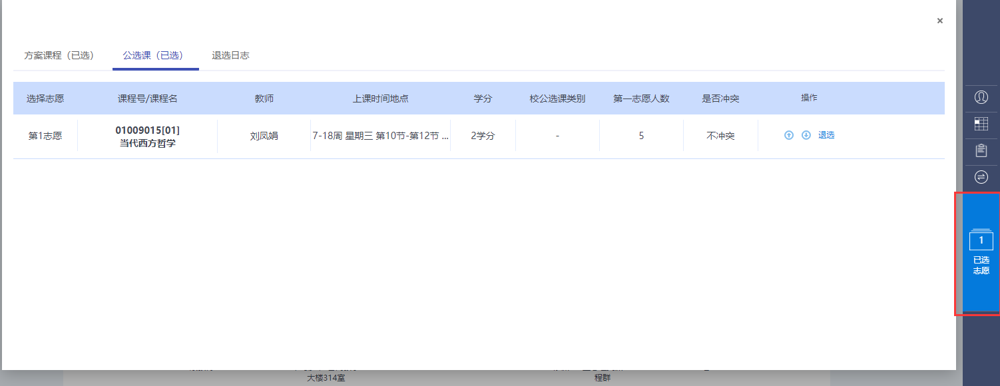 ×
方案课程（已选）
公选课（已选）
退选日志
选择志愿
课程号/课程名
教师
上课时间地点
学分
校公选课类别
第一志愿人数
是否冲突
操作
第1志愿
01009015[01]
当代西方哲学
刘凤娟
7-18周 星期三 第10节-第12节 ...
2学分
-
5
不冲突
退选
1
已选
志愿
大楼314室
程群